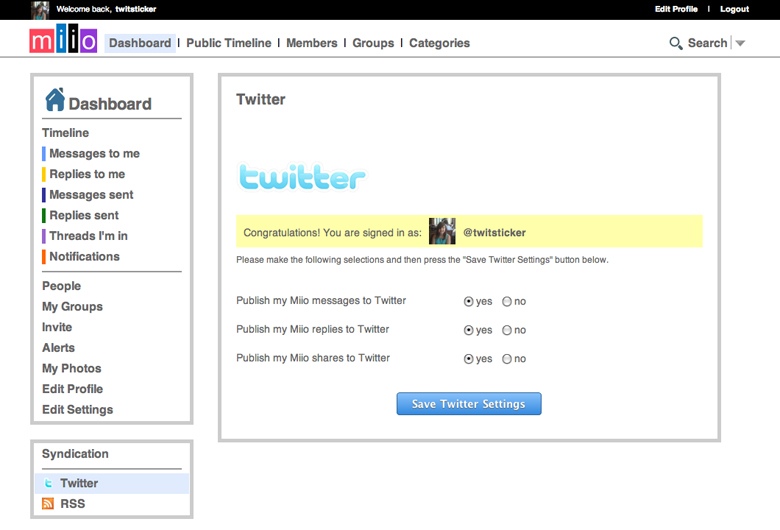 Welcome back, twitsticker
Edit Profile | Logout
miio Dashboard | Public Timeline | Members | Groups | Categories
Search
Dashboard
Timeline
Messages to me
Replies to me
Messages sent
Replies sent
Threads I'm in
Notifications
People
My Groups
Invite
Alerts
My Photos
Edit Profile
Edit Settings
Syndication
Twitter
RSS
Twitter
twitter
Congratulations! You are signed in as: @twitsticker
Please make the following selections and then press the "Save Twitter Settings" button below.
Publish my Miio messages to Twitter yes no
Publish my Miio replies to Twitter yes no
Publish my Miio shares to Twitter yes no
Save Twitter Settings